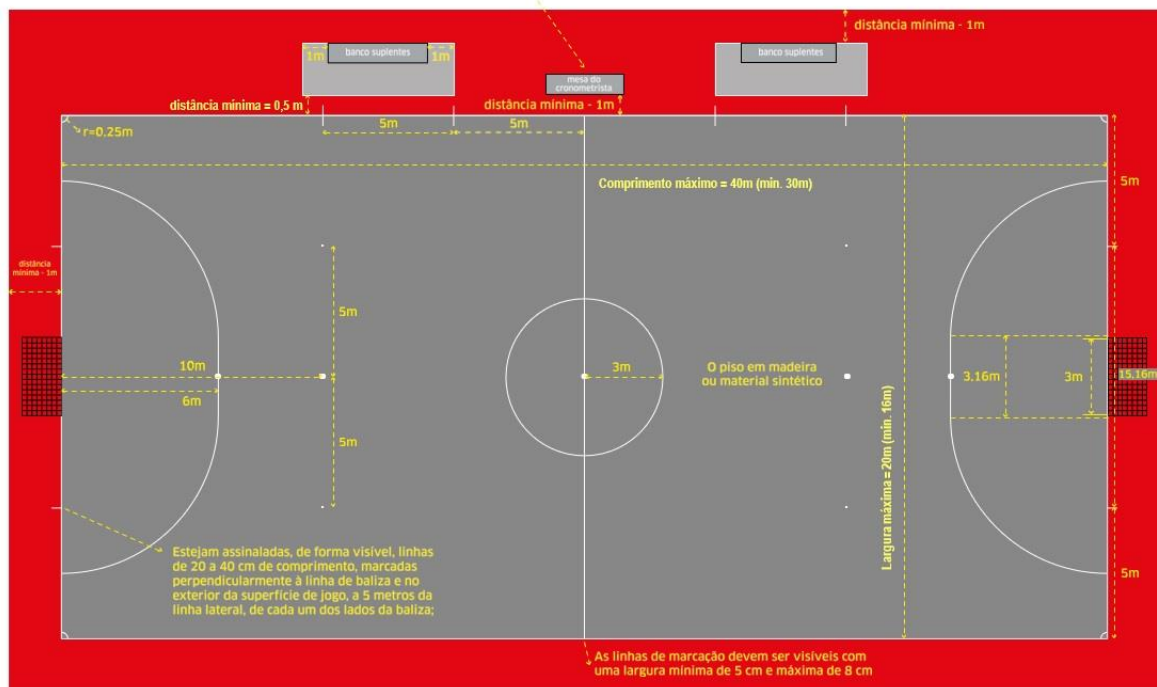 distância mínima - 1m
banco suplentes
banco suplentes
1m
1m
mesa do
cronometrista
distância mínima = 0,5 m
distância mínima - 1m
r=0.25m
5m
5m
Comprimento máximo = 40m (min. 30m)
5m
distância
mínima - 1m
5m
10m
3m
O piso em madeira
ou material sintético
3.16m
3m
15.16m
6m
5m
Largura máxima = 20m (min. 16m)
Estejam assinaladas, de forma visível, linhas
de 20 a 40 cm de comprimento, marcadas
perpendicularmente à linha de baliza e no
exterior da superfície de jogo, a 5 metros da
linha lateral, de cada um dos lados da baliza;
5m
As linhas de marcação devem ser visíveis com
uma largura mínima de 5 cm e máxima de 8 cm